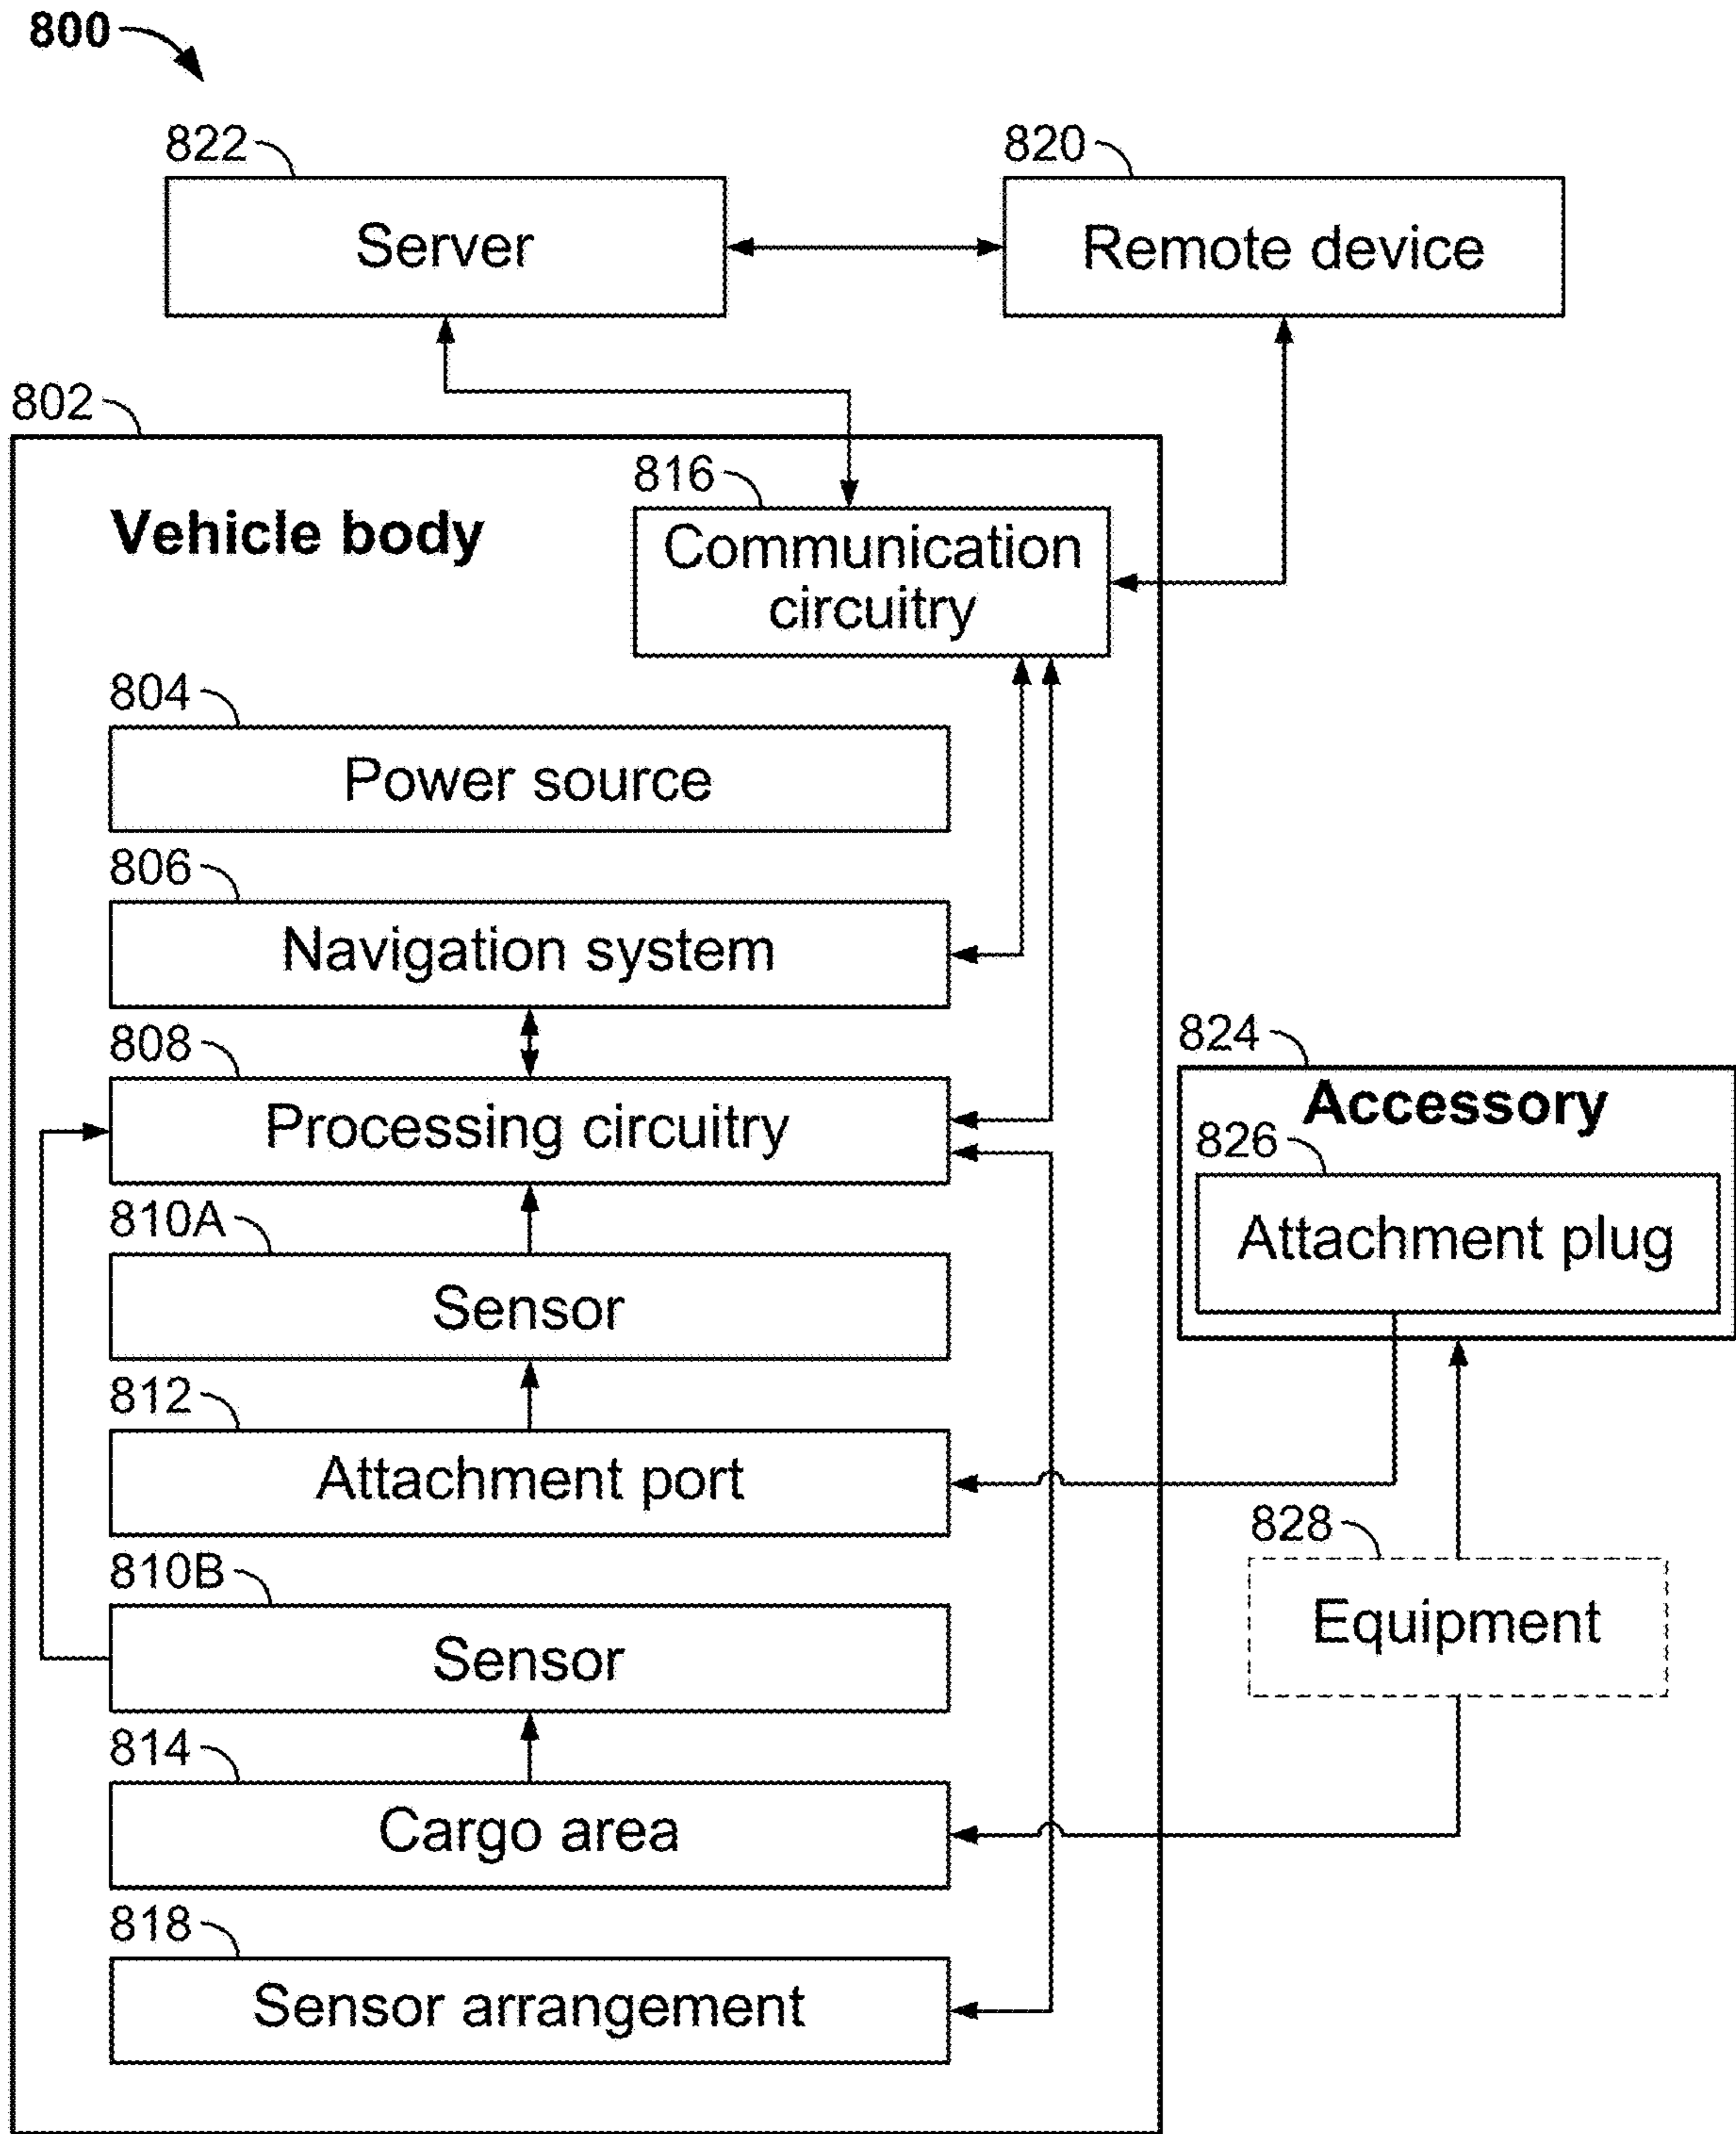 800
822
Server
820
Remote device
802
Vehicle body
816
Communication
circuitry
804
Power source
806
Navigation system
808
Processing circuitry
810A
Sensor
812
Attachment port
810B
Sensor
814
Cargo area
818
Sensor arrangement
824
Accessory
826
Attachment plug
828
Equipment